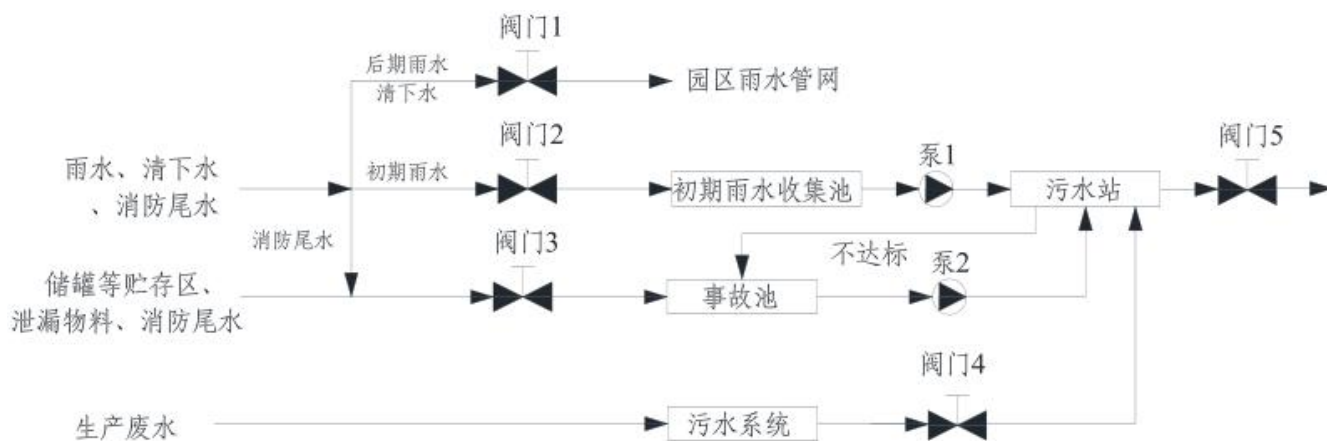 阀门1
后期雨水
清下水
园区雨水管网
阀门2
泵1
阀门5
雨水、清下水
、消防尾水
初期雨水
初期雨水收集池
污水站
消防尾水
阀门3
不达标
泵2
储罐等贮存区、
泄漏物料、消防尾水
事故池
阀门4
生产废水
污水系统